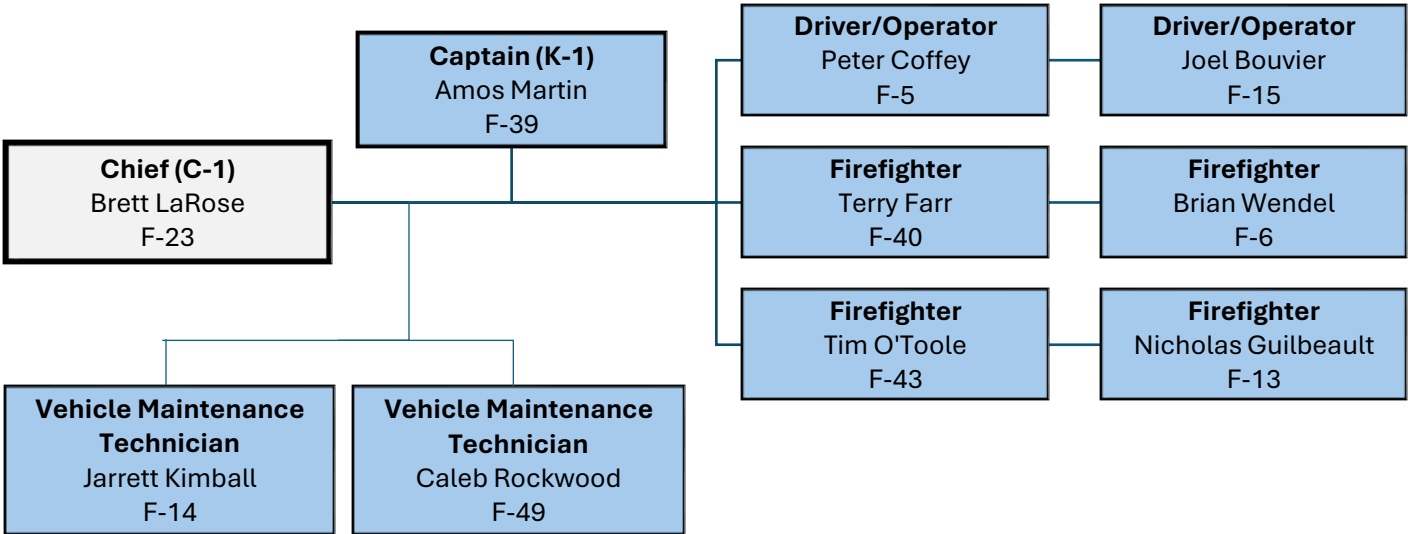 Chief (C-1)
Brett LaRose
F-23
Captain (K-1)
Amos Martin
F-39
Driver/Operator
Peter Coffey
F-5
Driver/Operator
Joel Bouvier
F-15
Firefighter
Terry Farr
F-40
Firefighter
Brian Wendel
F-6
Firefighter
Tim O'Toole
F-43
Firefighter
Nicholas Guilbeault
F-13
Vehicle Maintenance
Technician
Jarrett Kimball
F-14
Vehicle Maintenance
Technician
Caleb Rockwood
F-49